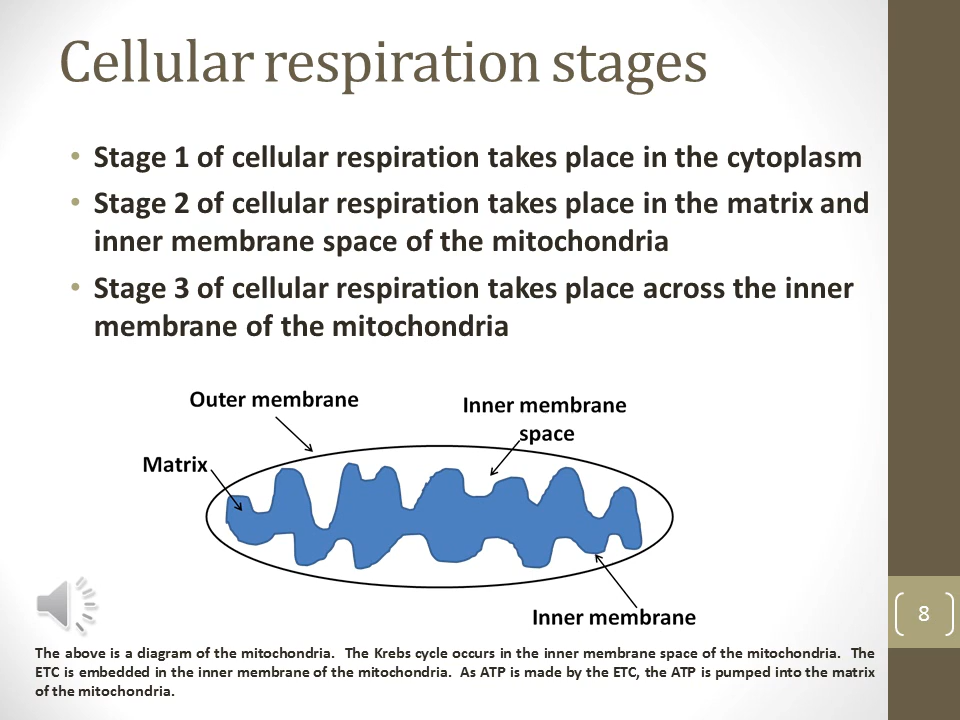 Cellular respiration stages
• Stage 1 of cellular respiration takes place in the cytoplasm
• Stage 2 of cellular respiration takes place in the matrix and
inner membrane space of the mitochondria
• Stage 3 of cellular respiration takes place across the inner
membrane of the mitochondria
Outer membrane
Inner membrane
space
Matrix
Inner membrane
8
The above is a diagram of the mitochondria. The Krebs cycle occurs in the inner membrane space of the mitochondria. The
ETC is embedded in the inner membrane of the mitochondria. As ATP is made by the ETC, the ATP is pumped into the matrix
of the mitochondria.